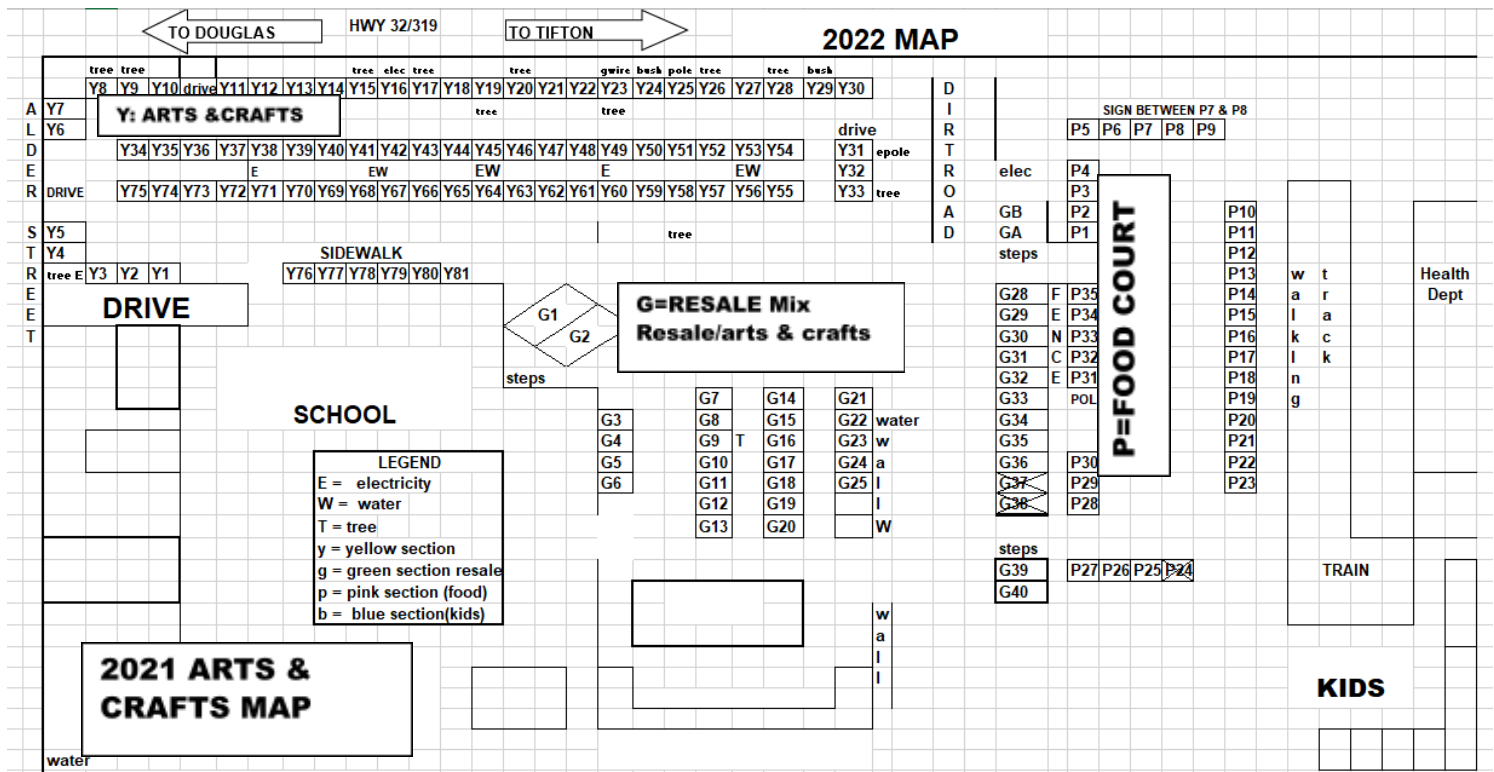 TO DOUGLAS HWY 32/319 TO TIFTON
2022 MAP
tree tree tree elec tree tree gwire bush pole tree tree bush
Y8 Y9 Y10 drive Y11 Y12 Y13 Y14 Y15 Y16 Y17 Y18 Y19 Y20 Y21 Y22 Y23 Y24 Y25 Y26 Y27 Y28 Y29 Y30
ALDER STREET
DIRT ROAD
Y7
Y6
Y: ARTS &CRAFTS
tree tree
SIGN BETWEEN P7 & P8
P5 P6 P7 P8 P9
drive
Y34 Y35 Y36 Y37 Y38 Y39 Y40 Y41 Y42 Y43 Y44 Y45 Y46 Y47 Y48 Y49 Y50 Y51 Y52 Y53 Y54 Y31 epole
E EW EW E EW Y32
DRIVE Y75 Y74 Y73 Y72 Y71 Y70 Y69 Y68 Y67 Y66 Y65 Y64 Y63 Y62 Y61 Y60 Y59 Y58 Y57 Y56 Y55 Y33 tree
elec P4
P3
GB P2
GA P1
steps
Y5
tree
Y4
SIDEWALK
tree E Y3 Y2 Y1
Y76 Y77 Y78 Y79 Y80 Y81
DRIVE
G1
G2
steps
G=RESALE Mix
Resale/arts & crafts
G28 F P35
G29 E P34
G30 N P33
G31 C P32
G32 E P31
G33 POL
G34
G35
G36 P30
G37 P29
G38 P28
steps
G39 P27 P26 P25 P24
G40
P=FOOD COURT
P10
P11
P12
P13
P14
P15
P16
P17
P18
P19
P20
P21
P22
P23
walking
track
Health
Dept
SCHOOL
G7 G14 G21
G3 G8 G15 G22 water
G4 G9 T G16 G23
G5 G10 G17 G24
G6 G11 G18 G25
G12 G19
G13 G20
w
a
l
l
W
LEGEND
E = electricity
W = water
T = tree
y = yellow section
g = green section resale
p = pink section (food)
b = blue section(kids)
TRAIN
wall
2021 ARTS &
CRAFTS MAP
KIDS
water